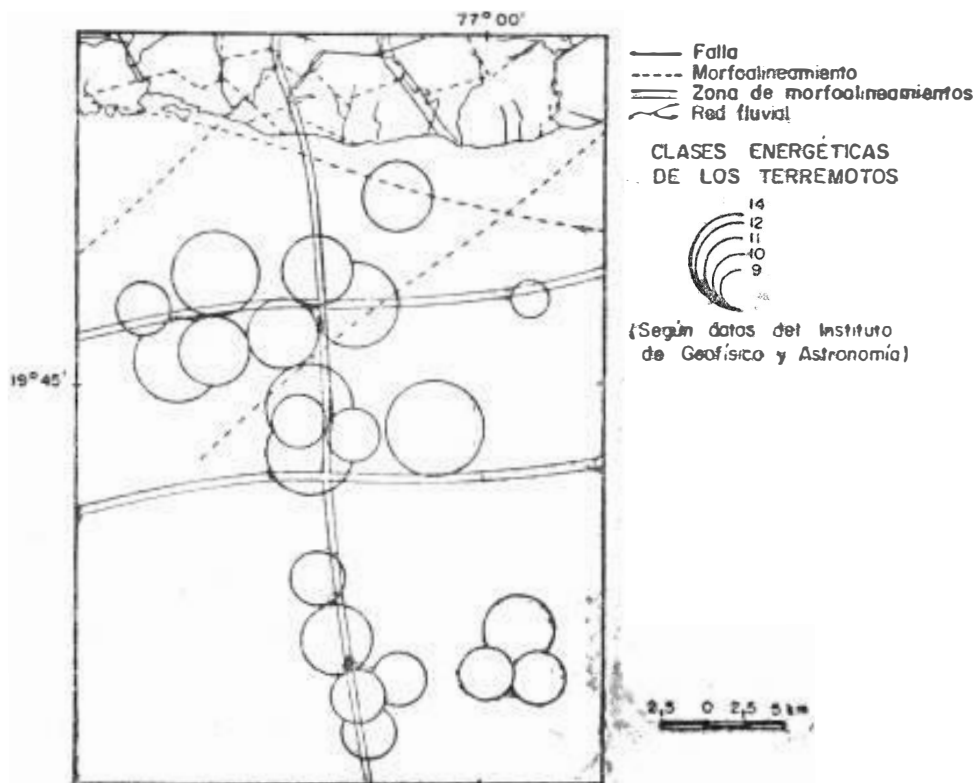 77°00'
19°45'
Falla
Morfoalineamiento
Zona de morfoalineamientos
Red fluvial
CLASES ENERGÉTICAS
DE LOS TERREMOTOS
14
12
11
10
9
(Según datos del Instituto
de Geofísico y Astronomía)
2,5 0 2,5 5 km